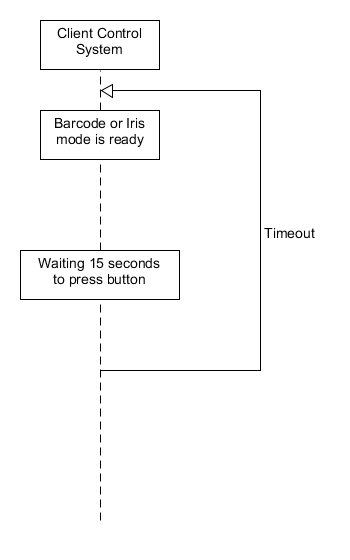 Client Control
System
Barcode or Iris
mode is ready
Timeout
Waiting 15 seconds
to press button